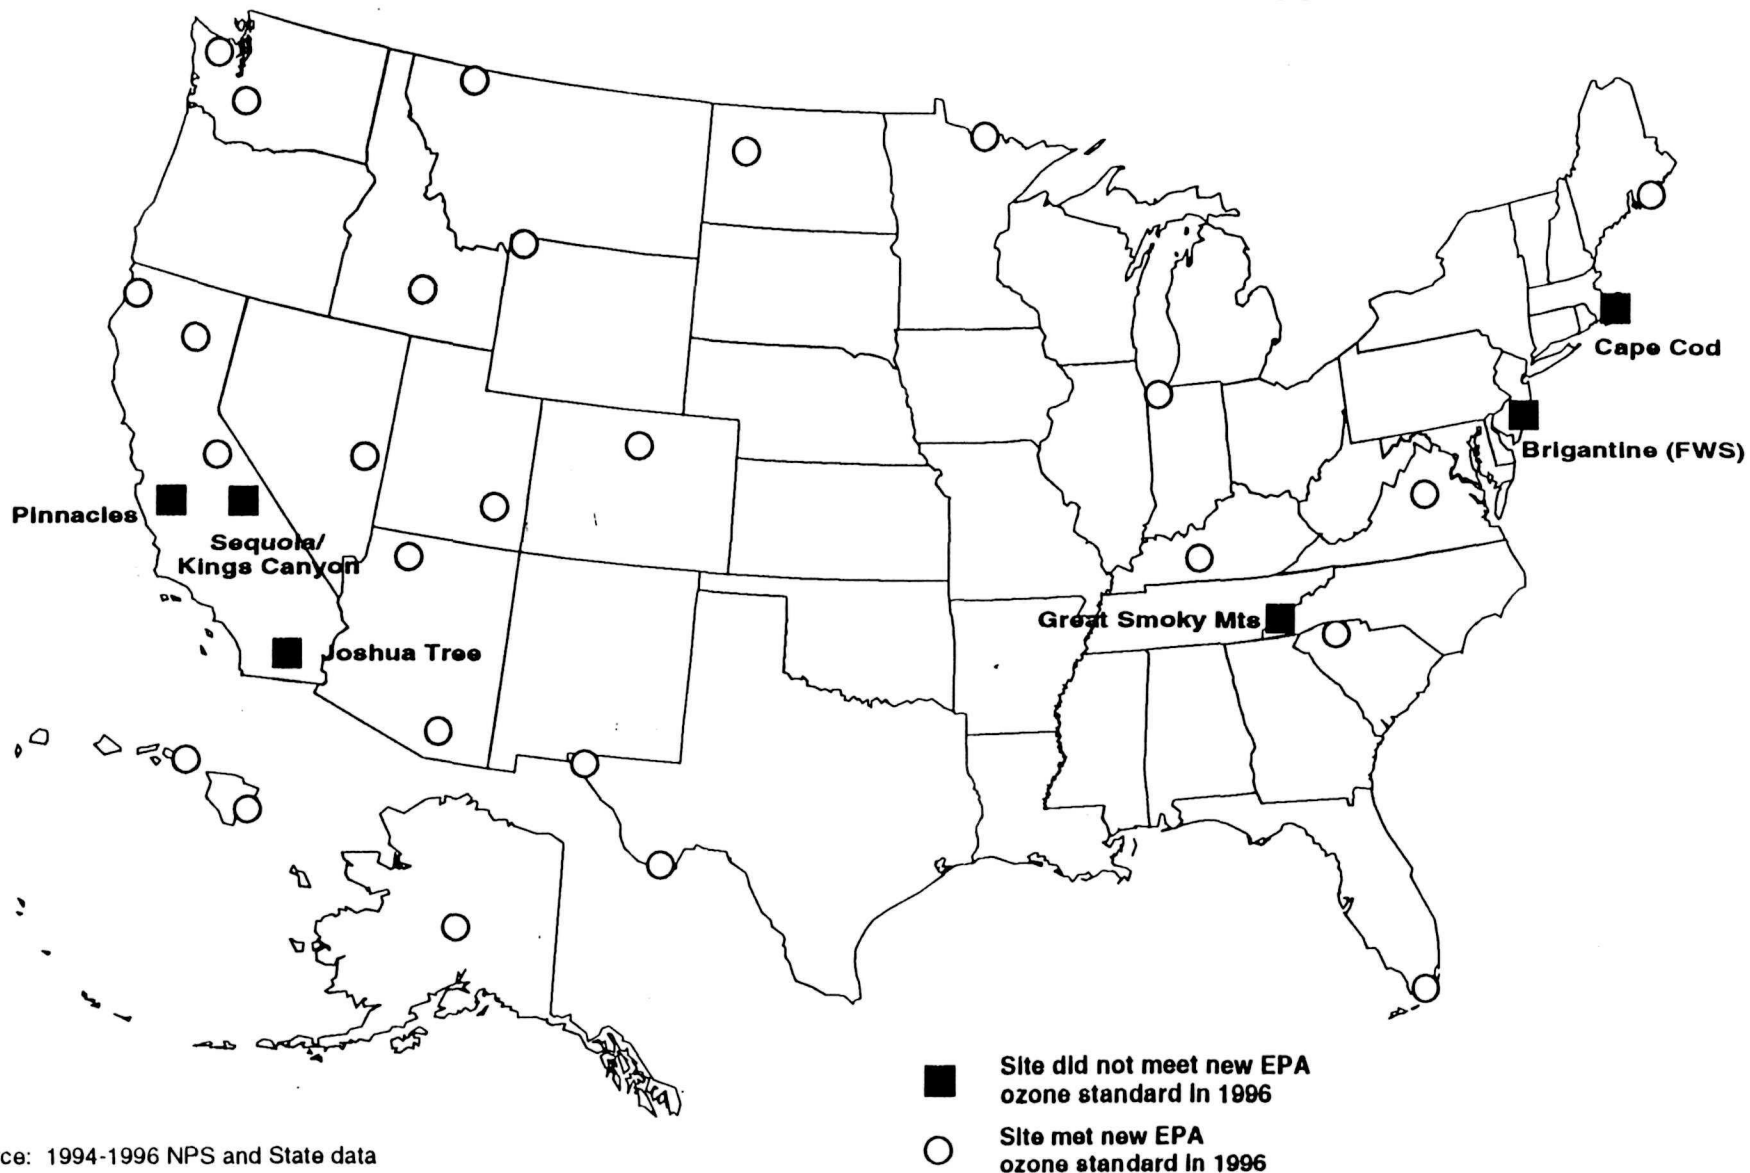 Cape Cod
Brigantine (FWS)
Pinnacles
Sequoia/
Kings Canyon
Great Smoky Mts
Joshua Tree
Site did not meet new EPA
ozone standard in 1996
Site met new EPA
ozone standard in 1996
ce: 1994-1996 NPS and State data